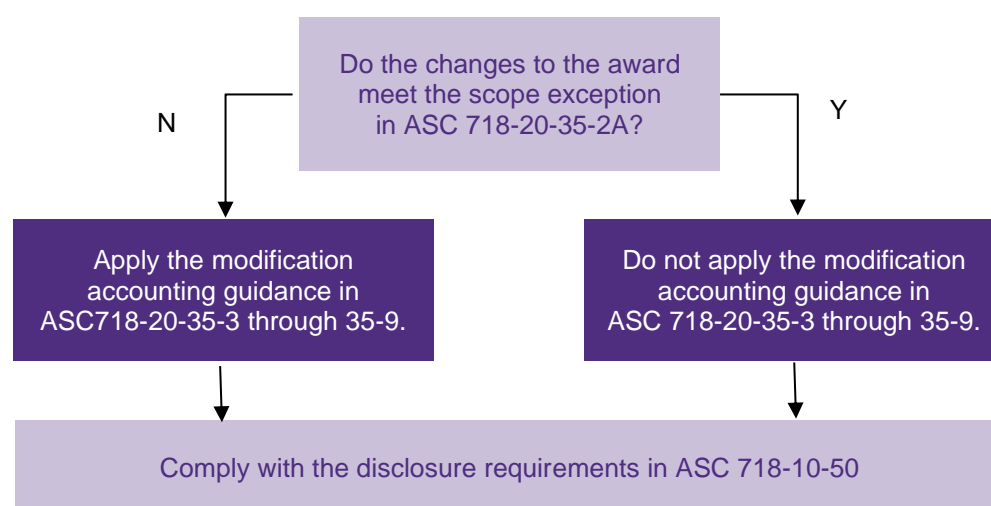 Do the changes to the award
meet the scope exception
in ASC 718-20-35-2A?
N
Y
Apply the modification
accounting guidance in
ASC718-20-35-3 through 35-9.
Do not apply the modification
accounting guidance in
ASC 718-20-35-3 through 35-9.
Comply with the disclosure requirements in ASC 718-10-50